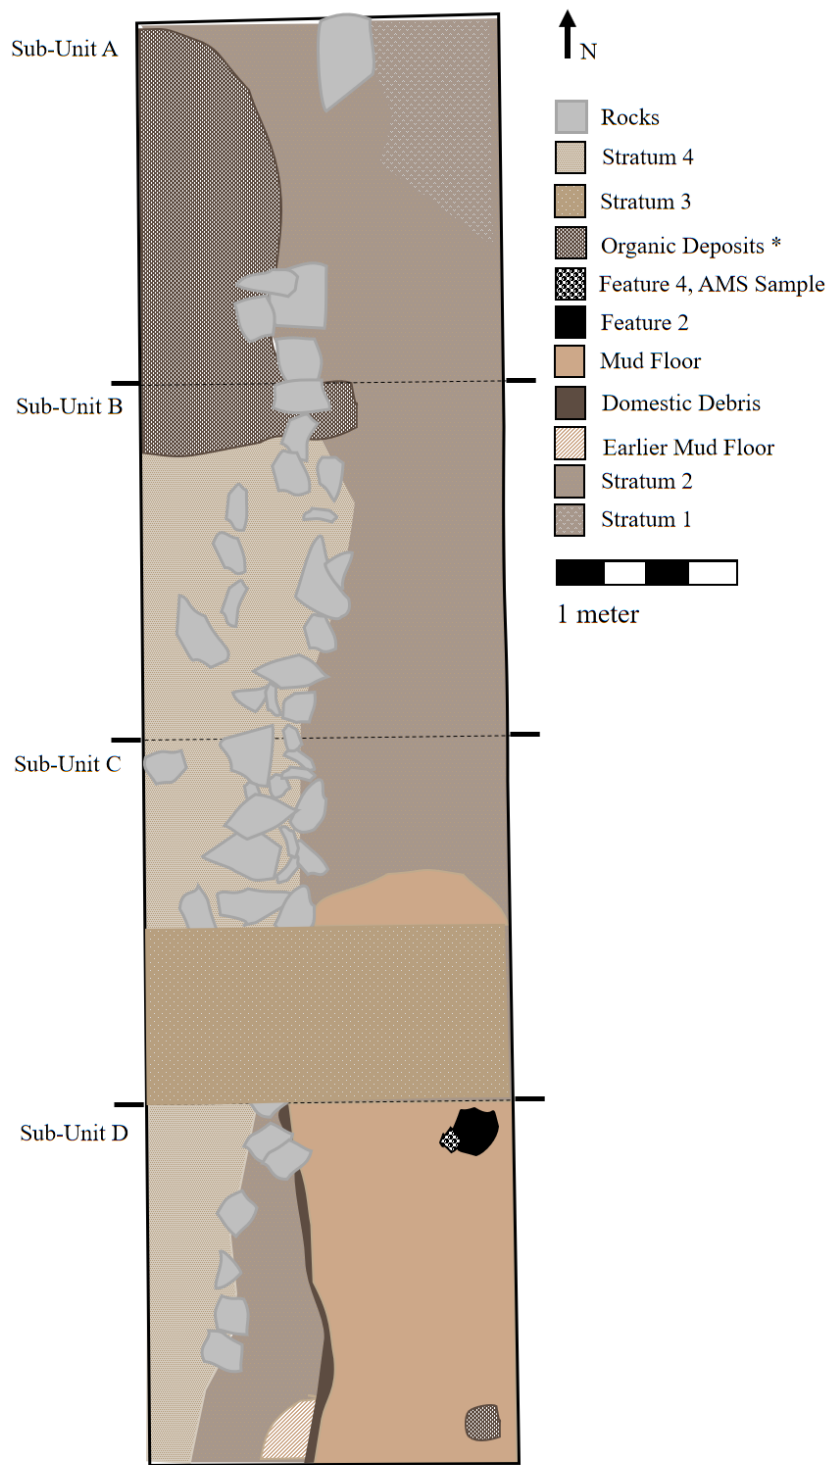 Sub-Unit A
N
Rocks
Stratum 4
Stratum 3
Organic Deposits *
Feature 4, AMS Sample
Feature 2
Mud Floor
Sub-Unit B
Domestic Debris
Earlier Mud Floor
Stratum 2
Stratum 1
1 meter
Sub-Unit C
Sub-Unit D